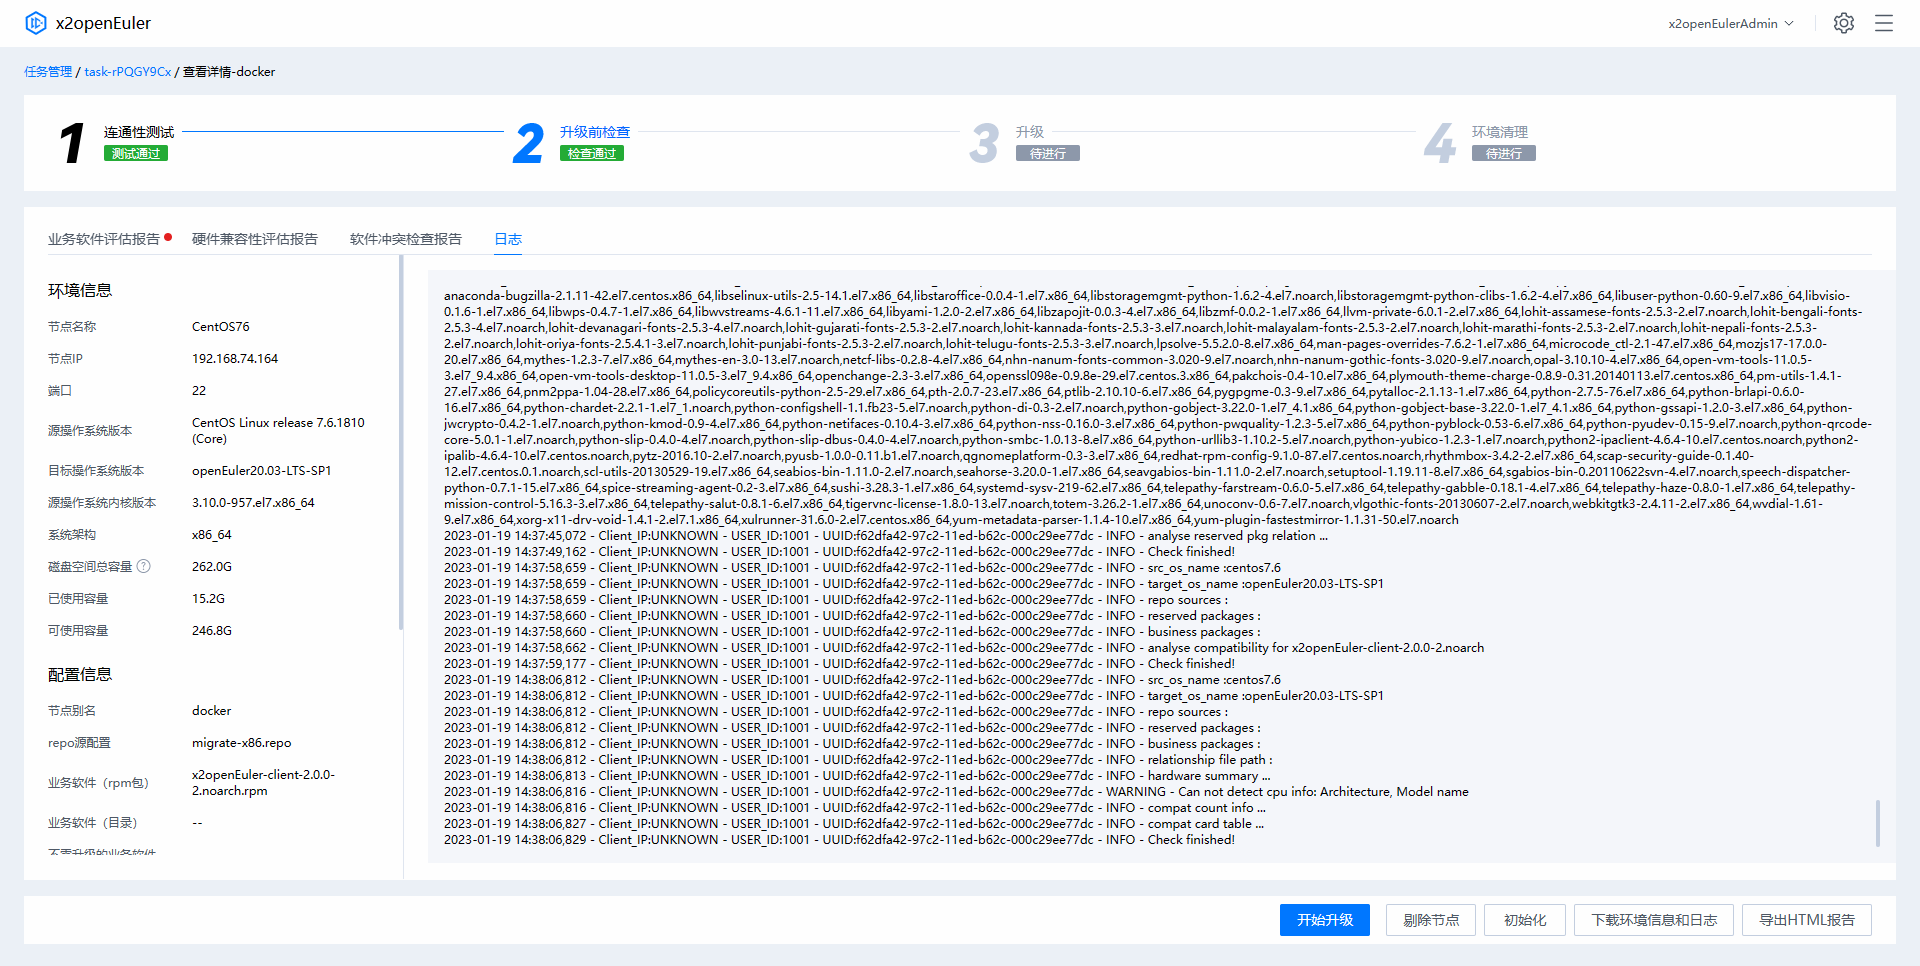 x2openEuler
x2openEulerAdmin
任务管理 / task-rPQGY9Cx / 查看详情-docker
1 连通性测试 测试通过
2 升级前检查 检查通过
3 升级 待进行
4 环境清理 待进行
业务软件评估报告 硬件兼容性评估报告 软件冲突检查报告 日志
环境信息
节点名称 CentOS76
节点IP 192.168.74.164
端口 22
源操作系统版本 CentOS Linux release 7.6.1810 (Core)
目标操作系统版本 openEuler20.03-LTS-SP1
源操作系统内核版本 3.10.0-957.el7.x86_64
系统架构 x86_64
磁盘空间总容量 ? 262.0G
已使用容量 15.2G
可使用容量 246.8G
配置信息
节点别名 docker
repo源配置 migrate-x86.repo
业务软件（rpm包） x2openEuler-client-2.0.0-2.noarch.rpm
业务软件（目录） --
不需升级的业务软件
anaconda-bugzilla-2.1.11-42.el7.centos.x86_64,libselinux-utils-2.5-14.1.el7.x86_64,libstaroffice-0.0.4-1.el7.x86_64,libstoragemgmt-python-1.6.2-4.el7.noarch,libstoragemgmt-python-clibs-1.6.2-4.el7.x86_64,libuser-python-0.60-9.el7.x86_64,libvisio-
0.1.6-1.el7.x86_64,libwps-0.4.7-1.el7.x86_64,libwvstreams-4.6.1-11.el7.x86_64,libyami-1.2.0-2.el7.x86_64,libzapojit-0.0.3-4.el7.x86_64,libzmf-0.0.2-1.el7.x86_64,llvm-private-6.0.1-2.el7.x86_64,lohit-assamese-fonts-2.5.3-2.el7.noarch,lohit-bengali-fonts-
2.5.3-4.el7.noarch,lohit-devanagari-fonts-2.5.3-4.el7.noarch,lohit-gujarati-fonts-2.5.3-2.el7.noarch,lohit-kannada-fonts-2.5.3-3.el7.noarch,lohit-malayalam-fonts-2.5.3-2.el7.noarch,lohit-marathi-fonts-2.5.3-2.el7.noarch,lohit-nepali-fonts-2.5.3-
2.el7.noarch,lohit-oriya-fonts-2.5.4.1-3.el7.noarch,lohit-punjabi-fonts-2.5.3-2.el7.noarch,lohit-telugu-fonts-2.5.3-3.el7.noarch,lpsolve-5.5.2.0-8.el7.x86_64,man-pages-overrides-7.6.2-1.el7.x86_64,microcode_ctl-2.1-47.el7.x86_64,mozjs17-17.0.0-
20.el7.x86_64,mythes-1.2.3-7.el7.x86_64,mythes-en-3.0-13.el7.noarch,netcf-libs-0.2.8-4.el7.x86_64,nhn-nanum-fonts-common-3.020-9.el7.noarch,nhn-nanum-gothic-fonts-3.020-9.el7.noarch,opal-3.10.10-4.el7.x86_64,open-vm-tools-11.0.5-
3.el7_9.4.x86_64,open-vm-tools-desktop-11.0.5-3.el7_9.4.x86_64,openchange-2.3-3.el7.x86_64,openssl098e-0.9.8e-29.el7.centos.3.x86_64,pakchois-0.4-10.el7.x86_64,plymouth-theme-charge-0.8.9-0.31.20140113.el7.centos.x86_64,pm-utils-1.4.1-
27.el7.x86_64,pnm2ppa-1.04-28.el7.x86_64,policycoreutils-python-2.5-29.el7.x86_64,pth-2.0.7-23.el7.x86_64,ptlib-2.10.10-6.el7.x86_64,pygpgme-0.3-9.el7.x86_64,pytalloc-2.1.13-1.el7.x86_64,python-2.7.5-76.el7.x86_64,python-brlapi-0.6.0-
16.el7.x86_64,python-chardet-2.2.1-1.el7_1.noarch,python-configshell-1.1.fb23-5.el7.noarch,python-di-0.3-2.el7.noarch,python-gobject-3.22.0-1.el7_4.1.x86_64,python-gobject-base-3.22.0-1.el7_4.1.x86_64,python-gssapi-1.2.0-3.el7.x86_64,python-
jwcrypto-0.4.2-1.el7.noarch,python-kmod-0.9-4.el7.x86_64,python-netifaces-0.10.4-3.el7.x86_64,python-nss-0.16.0-3.el7.x86_64,python-pwquality-1.2.3-5.el7.x86_64,python-pyblock-0.53-6.el7.x86_64,python-pyudev-0.15-9.el7.noarch,python-qrcode-
core-5.0.1-1.el7.noarch,python-slip-0.4.0-4.el7.noarch,python-slip-dbus-0.4.0-4.el7.noarch,python-smbc-1.0.13-8.el7.x86_64,python-urllib3-1.10.2-5.el7.noarch,python-yubico-1.2.3-1.el7.noarch,python2-ipaclient-4.6.4-10.el7.centos.noarch,python2-
ipalib-4.6.4-10.el7.centos.noarch,pytz-2016.10-2.el7.noarch,pyusb-1.0.0-0.11.b1.el7.noarch,qgnomeplatform-0.3-3.el7.x86_64,redhat-rpm-config-9.1.0-87.el7.centos.noarch,rhythmbox-3.4.2-2.el7.x86_64,scap-security-guide-0.1.40-
12.el7.centos.0.1.noarch,scl-utils-20130529-19.el7.x86_64,seabios-bin-1.11.0-2.el7.noarch,seahorse-3.20.0-1.el7.x86_64,seavgabios-bin-1.11.0-2.el7.noarch,setuptool-1.19.11-8.el7.x86_64,sgabios-bin-0.20110622svn-4.el7.noarch,speech-dispatcher-
python-0.7.1-15.el7.x86_64,spice-streaming-agent-0.2-3.el7.x86_64,sushi-3.28.3-1.el7.x86_64,systemd-sysv-219-62.el7.x86_64,telepathy-farstream-0.6.0-5.el7.x86_64,telepathy-gabble-0.18.1-4.el7.x86_64,telepathy-haze-0.8.0-1.el7.x86_64,telepathy-
mission-control-5.16.3-3.el7.x86_64,telepathy-salut-0.8.1-6.el7.x86_64,tigervnc-license-1.8.0-13.el7.noarch,totem-3.26.2-1.el7.x86_64,unoconv-0.6-7.el7.noarch,vlgothic-fonts-20130607-2.el7.noarch,webkitgtk3-2.4.11-2.el7.x86_64,wvdial-1.61-
9.el7.x86_64,xorg-x11-drv-void-1.4.1-2.el7.1.x86_64,xulrunner-31.6.0-2.el7.centos.x86_64,yum-metadata-parser-1.1.4-10.el7.x86_64,yum-plugin-fastestmirror-1.1.31-50.el7.noarch
2023-01-19 14:37:45,072 - Client_IP:UNKNOWN - USER_ID:1001 - UUID:f62dfa42-97c2-11ed-b62c-000c29ee77dc - INFO - analyse reserved pkg relation ...
2023-01-19 14:37:49,162 - Client_IP:UNKNOWN - USER_ID:1001 - UUID:f62dfa42-97c2-11ed-b62c-000c29ee77dc - INFO - Check finished!
2023-01-19 14:37:58,659 - Client_IP:UNKNOWN - USER_ID:1001 - UUID:f62dfa42-97c2-11ed-b62c-000c29ee77dc - INFO - src_os_name :centos7.6
2023-01-19 14:37:58,659 - Client_IP:UNKNOWN - USER_ID:1001 - UUID:f62dfa42-97c2-11ed-b62c-000c29ee77dc - INFO - target_os_name :openEuler20.03-LTS-SP1
2023-01-19 14:37:58,659 - Client_IP:UNKNOWN - USER_ID:1001 - UUID:f62dfa42-97c2-11ed-b62c-000c29ee77dc - INFO - repo sources :
2023-01-19 14:37:58,660 - Client_IP:UNKNOWN - USER_ID:1001 - UUID:f62dfa42-97c2-11ed-b62c-000c29ee77dc - INFO - reserved packages :
2023-01-19 14:37:58,660 - Client_IP:UNKNOWN - USER_ID:1001 - UUID:f62dfa42-97c2-11ed-b62c-000c29ee77dc - INFO - business packages :
2023-01-19 14:37:58,662 - Client_IP:UNKNOWN - USER_ID:1001 - UUID:f62dfa42-97c2-11ed-b62c-000c29ee77dc - INFO - analyse compatibility for x2openEuler-client-2.0.0-2.noarch
2023-01-19 14:37:59,177 - Client_IP:UNKNOWN - USER_ID:1001 - UUID:f62dfa42-97c2-11ed-b62c-000c29ee77dc - INFO - Check finished!
2023-01-19 14:38:06,812 - Client_IP:UNKNOWN - USER_ID:1001 - UUID:f62dfa42-97c2-11ed-b62c-000c29ee77dc - INFO - src_os_name :centos7.6
2023-01-19 14:38:06,812 - Client_IP:UNKNOWN - USER_ID:1001 - UUID:f62dfa42-97c2-11ed-b62c-000c29ee77dc - INFO - target_os_name :openEuler20.03-LTS-SP1
2023-01-19 14:38:06,812 - Client_IP:UNKNOWN - USER_ID:1001 - UUID:f62dfa42-97c2-11ed-b62c-000c29ee77dc - INFO - repo sources :
2023-01-19 14:38:06,812 - Client_IP:UNKNOWN - USER_ID:1001 - UUID:f62dfa42-97c2-11ed-b62c-000c29ee77dc - INFO - reserved packages :
2023-01-19 14:38:06,812 - Client_IP:UNKNOWN - USER_ID:1001 - UUID:f62dfa42-97c2-11ed-b62c-000c29ee77dc - INFO - business packages :
2023-01-19 14:38:06,812 - Client_IP:UNKNOWN - USER_ID:1001 - UUID:f62dfa42-97c2-11ed-b62c-000c29ee77dc - INFO - relationship file path :
2023-01-19 14:38:06,813 - Client_IP:UNKNOWN - USER_ID:1001 - UUID:f62dfa42-97c2-11ed-b62c-000c29ee77dc - INFO - hardware summary ...
2023-01-19 14:38:06,816 - Client_IP:UNKNOWN - USER_ID:1001 - UUID:f62dfa42-97c2-11ed-b62c-000c29ee77dc - WARNING - Can not detect cpu info: Architecture, Model name
2023-01-19 14:38:06,816 - Client_IP:UNKNOWN - USER_ID:1001 - UUID:f62dfa42-97c2-11ed-b62c-000c29ee77dc - INFO - compat count info ...
2023-01-19 14:38:06,827 - Client_IP:UNKNOWN - USER_ID:1001 - UUID:f62dfa42-97c2-11ed-b62c-000c29ee77dc - INFO - compat card table ...
2023-01-19 14:38:06,829 - Client_IP:UNKNOWN - USER_ID:1001 - UUID:f62dfa42-97c2-11ed-b62c-000c29ee77dc - INFO - Check finished!
开始升级 剔除节点 初始化 下载环境信息和日志 导出HTML报告